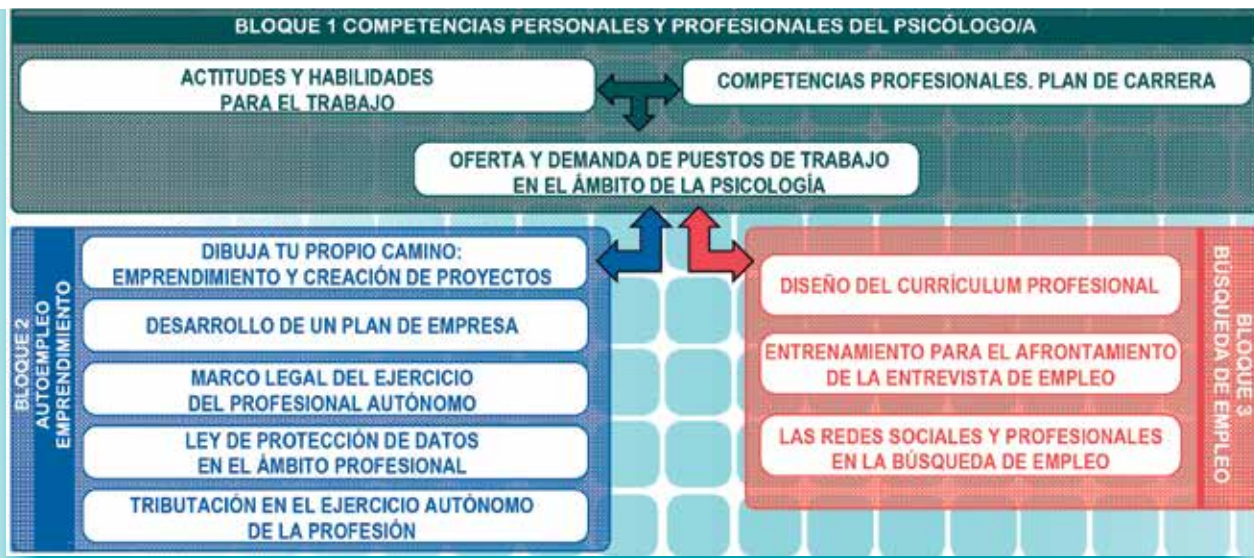 BLOQUE 1 COMPETENCIAS PERSONALES Y PROFESIONALES DEL PSICÓLOGO/A
ACTITUDES Y HABILIDADES
PARA EL TRABAJO
COMPETENCIAS PROFESIONALES. PLAN DE CARRERA
OFERTA Y DEMANDA DE PUESTOS DE TRABAJO
EN EL ÁMBITO DE LA PSICOLOGÍA
BLOQUE 2
AUTOEMPLEO
EMPRENDIMIENTO
DIBUJA TU PROPIO CAMINO:
EMPRENDIMIENTO Y CREACIÓN DE PROYECTOS
DESARROLLO DE UN PLAN DE EMPRESA
MARCO LEGAL DEL EJERCICIO
DEL PROFESIONAL AUTÓNOMO
LEY DE PROTECCIÓN DE DATOS
EN EL ÁMBITO PROFESIONAL
TRIBUTACIÓN EN EL EJERCICIO AUTÓNOMO
DE LA PROFESIÓN
BLOQUE 3
BÚSQUEDA DE EMPLEO
DISEÑO DEL CURRÍCULUM PROFESIONAL
ENTRENAMIENTO PARA EL AFRONTAMIENTO
DE LA ENTREVISTA DE EMPLEO
LAS REDES SOCIALES Y PROFESIONALES
EN LA BÚSQUEDA DE EMPLEO